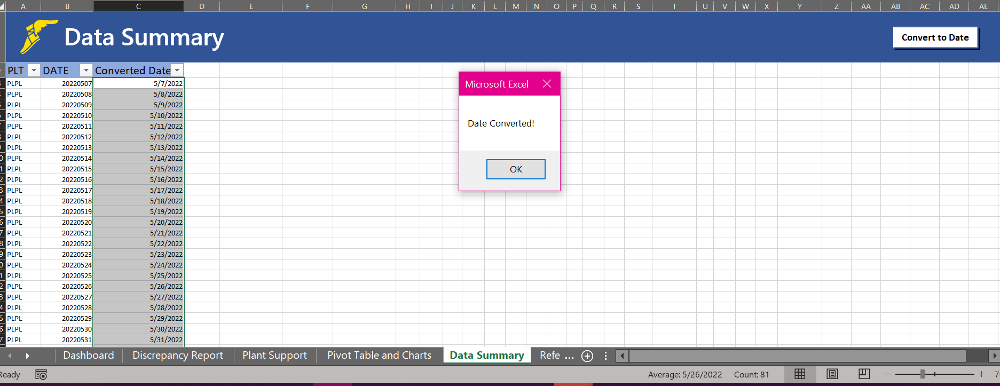 A B C D E F G H I J K L M N O P Q R S T U V W X Y Z AA AB AC AD AE
Data Summary
Convert to Date
PLT DATE Converted Date
PLPL 20220507 5/7/2022
PLPL 20220508 5/8/2022
PLPL 20220509 5/9/2022
PLPL 20220510 5/10/2022
PLPL 20220511 5/11/2022
PLPL 20220512 5/12/2022
PLPL 20220513 5/13/2022
PLPL 20220514 5/14/2022
PLPL 20220515 5/15/2022
PLPL 20220516 5/16/2022
PLPL 20220517 5/17/2022
PLPL 20220518 5/18/2022
PLPL 20220519 5/19/2022
PLPL 20220520 5/20/2022
PLPL 20220521 5/21/2022
PLPL 20220522 5/22/2022
PLPL 20220523 5/23/2022
PLPL 20220524 5/24/2022
PLPL 20220525 5/25/2022
PLPL 20220526 5/26/2022
PLPL 20220527 5/27/2022
PLPL 20220528 5/28/2022
PLPL 20220529 5/29/2022
PLPL 20220530 5/30/2022
PLPL 20220531 5/31/2022
Microsoft Excel
Date Converted!
OK
Dashboard Discrepancy Report Plant Support Pivot Table and Charts Data Summary Refe ...
Ready Average: 5/26/2022 Count: 81